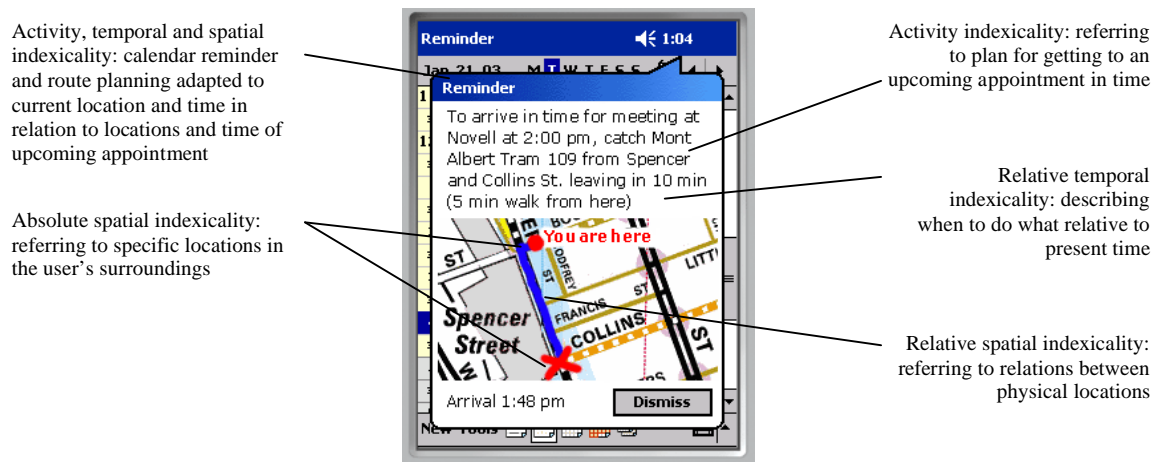 Activity, temporal and spatial
indexicality: calendar reminder
and route planning adapted to
current location and time in
relation to locations and time of
upcoming appointment
Absolute spatial indexicality:
referring to specific locations in
the user's surroundings
Reminder 1:04
Jan 21, 03 M T W T F S S
Reminder
To arrive in time for meeting at
Novell at 2:00 pm, catch Mont
Albert Tram 109 from Spencer
and Collins St. leaving in 10 min
(5 min walk from here)
You are here
ST
GODFREY
ST
LITTL
FRANCIS ST
Spencer
Street
COLLINS
ST
Arrival 1:48 pm Dismiss
New Tools
Activity indexicality: referring
to plan for getting to an
upcoming appointment in time
Relative temporal
indexicality: describing
when to do what relative to
present time
Relative spatial indexicality:
referring to relations between
physical locations